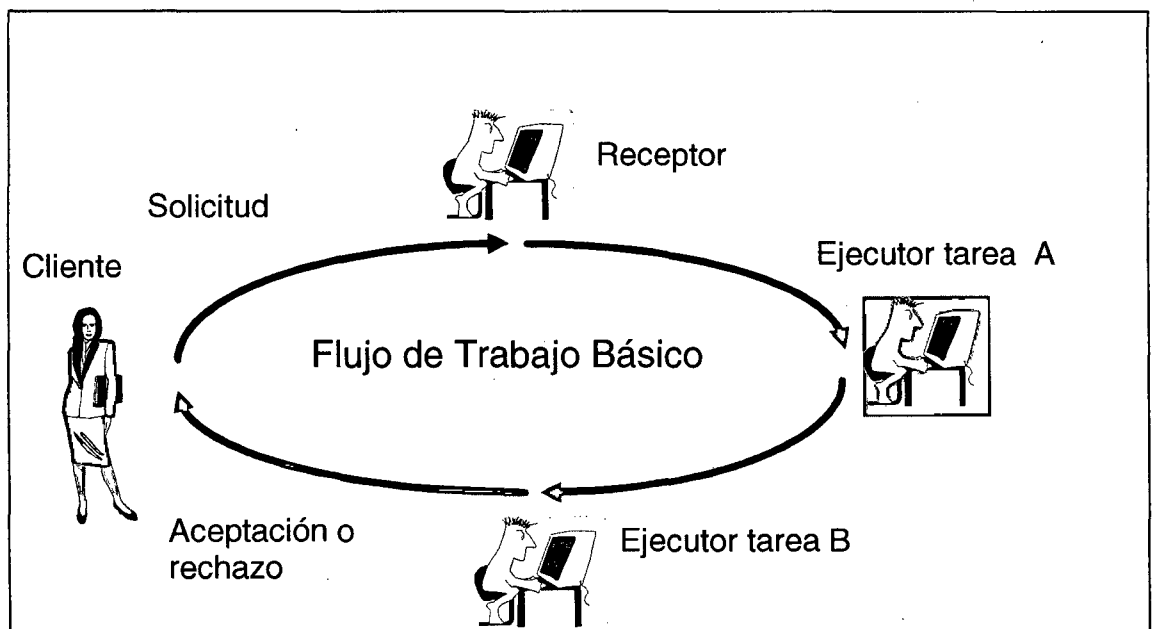 Receptor
Solicitud
Ejecutor tarea A
Cliente
Flujo de Trabajo Básico
Aceptación o
rechazo
Ejecutor tarea B